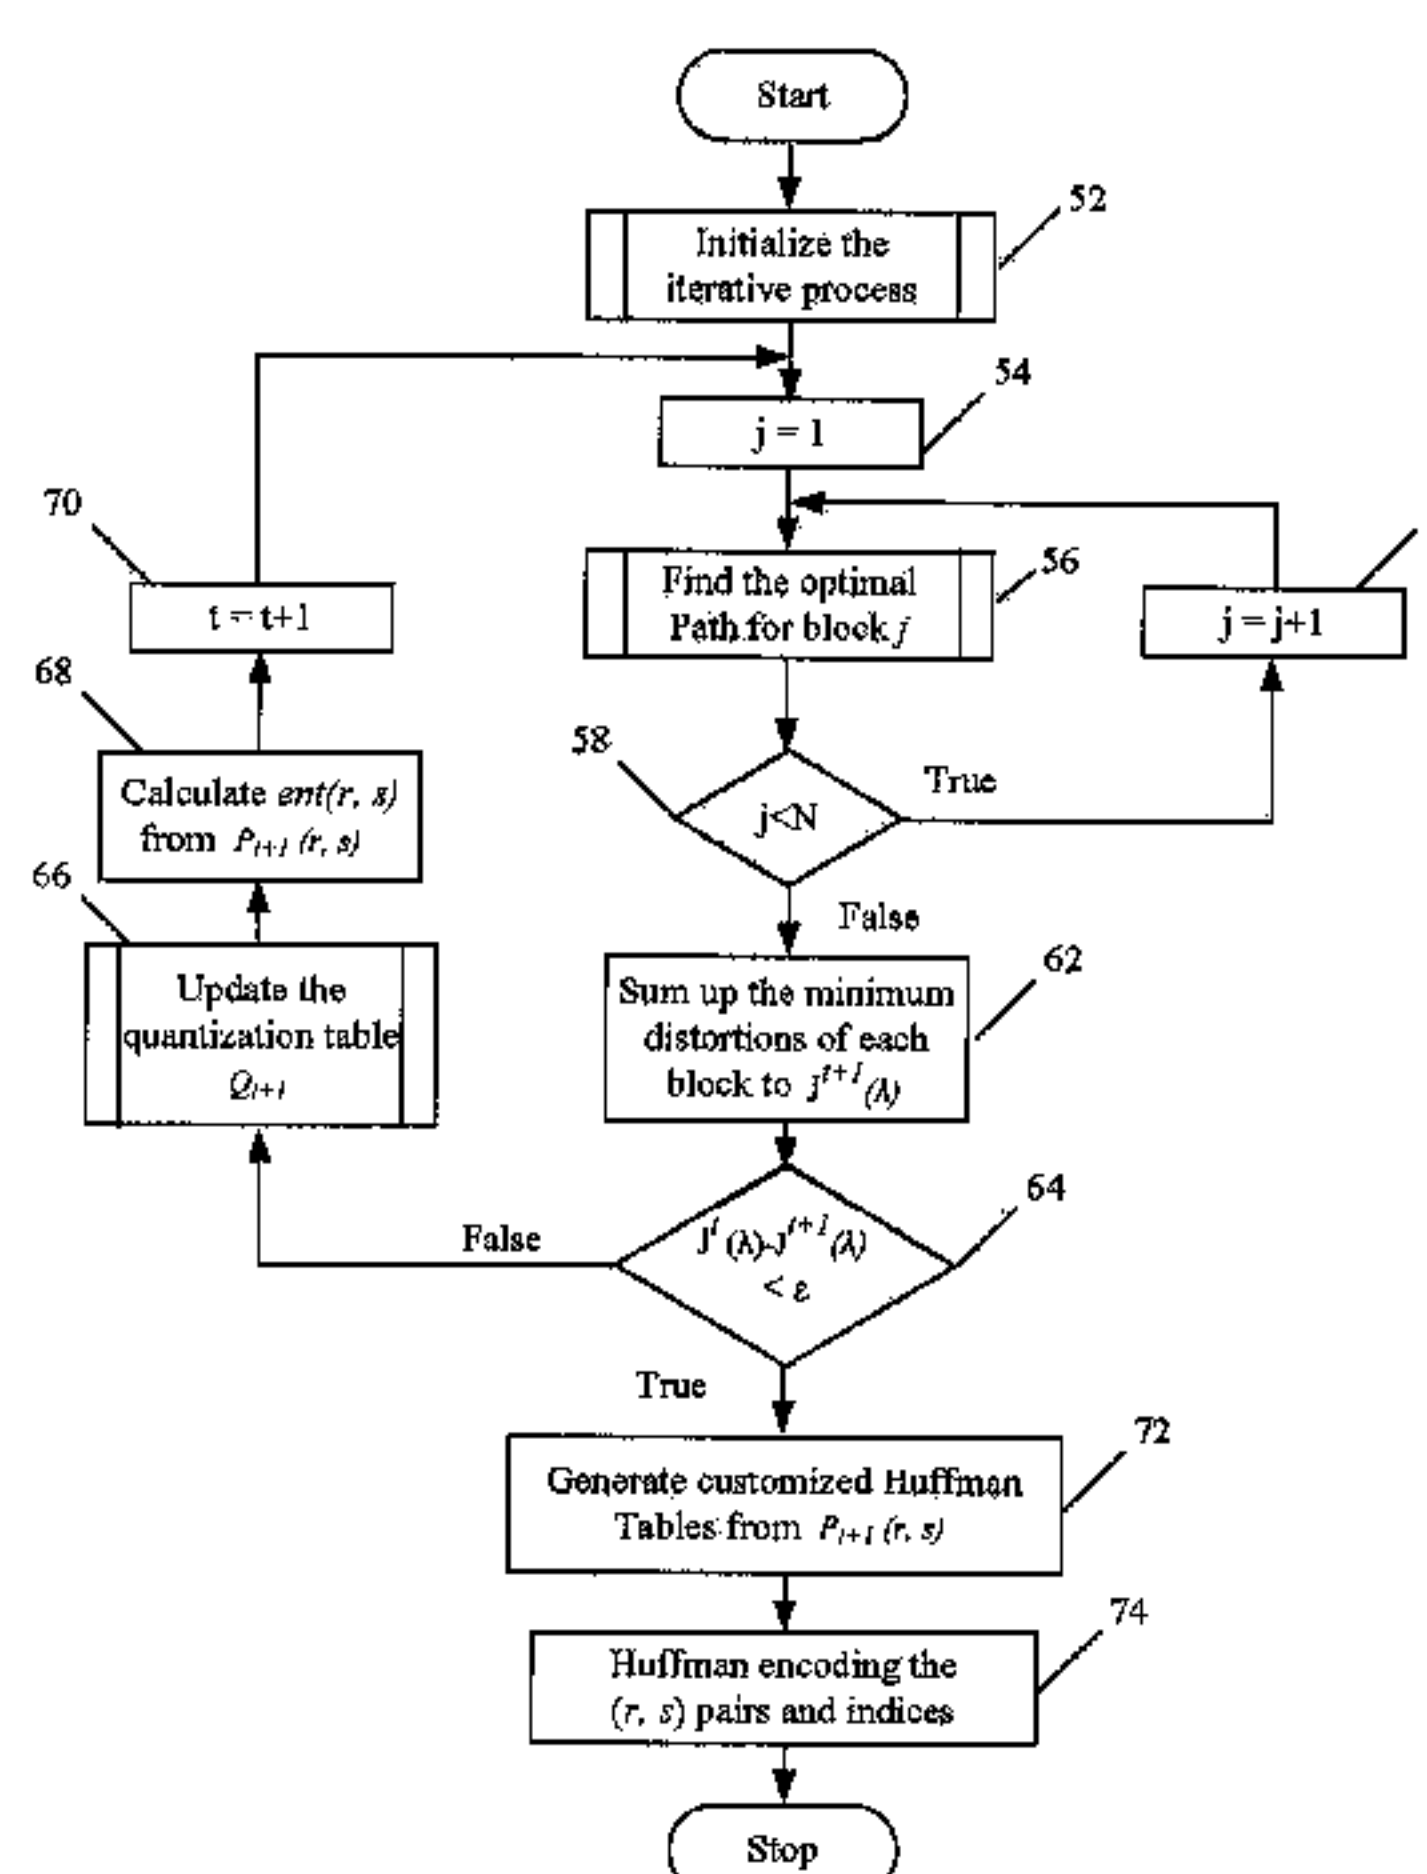 Start
52
Initialize the
iterative process
54
j = 1
70
t = t+1
56
Find the optimal
Path for block j
j = j+1
68
Calculate ent(r, s)
from P_{t+1} (r, s)
58
j<N
True
66
False
Update the
quantization table
Q_{t+1}
62
Sum up the minimum
distortions of each
block to J^{t+1}(λ)
64
J^t (λ)-J^{t+1}(λ)
< ε
False
True
72
Generate customized Huffman
Tables from P_{t+1} (r, s)
74
Huffman encoding the
(r, s) pairs and indices
Stop